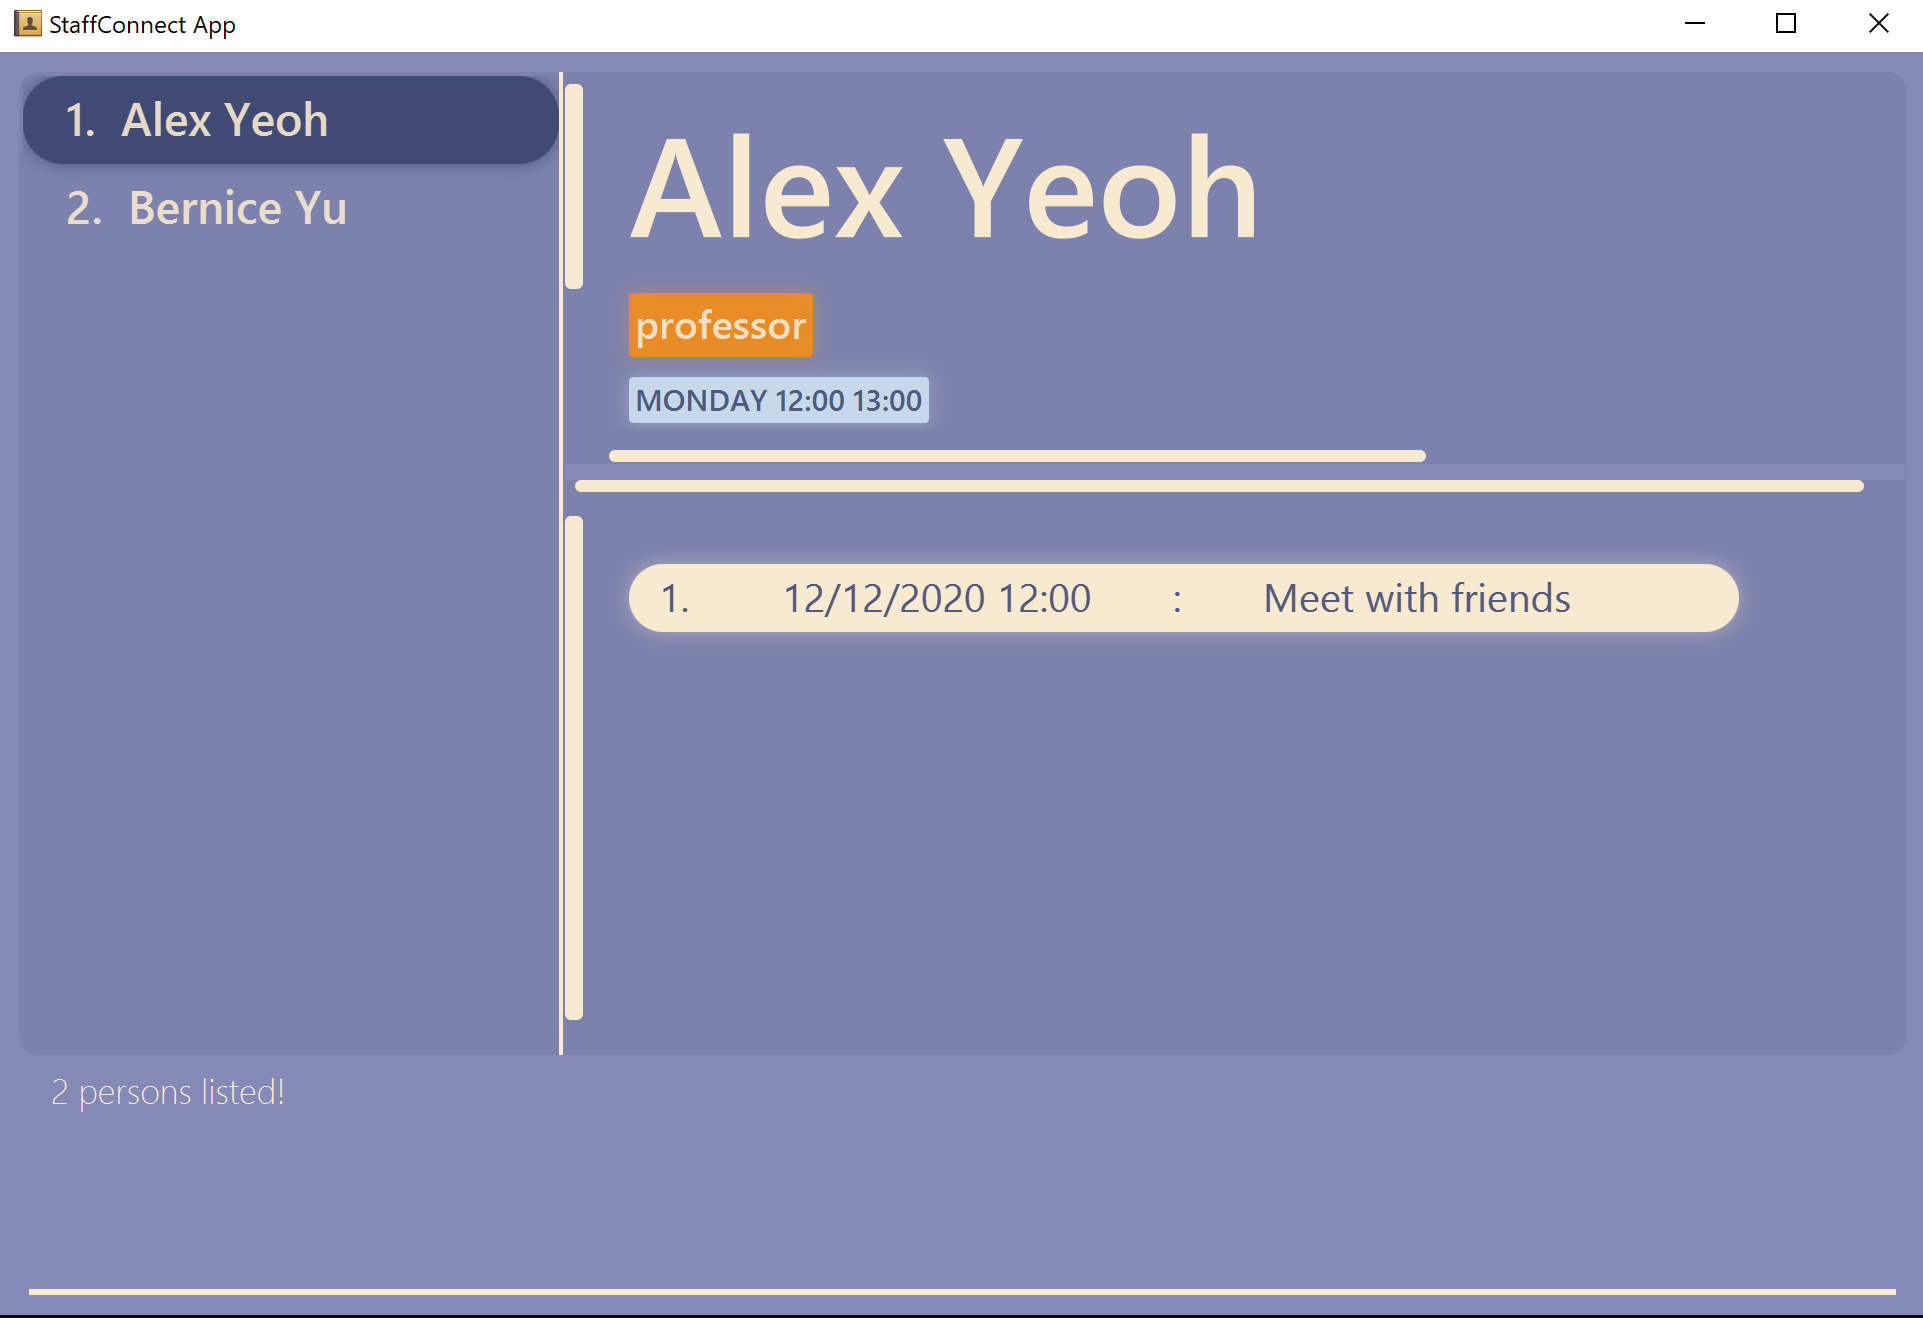 StaffConnect App
1. Alex Yeoh
2. Bernice Yu
Alex Yeoh
professor
MONDAY 12:00 13:00
1. 12/12/2020 12:00 : Meet with friends
2 persons listed!